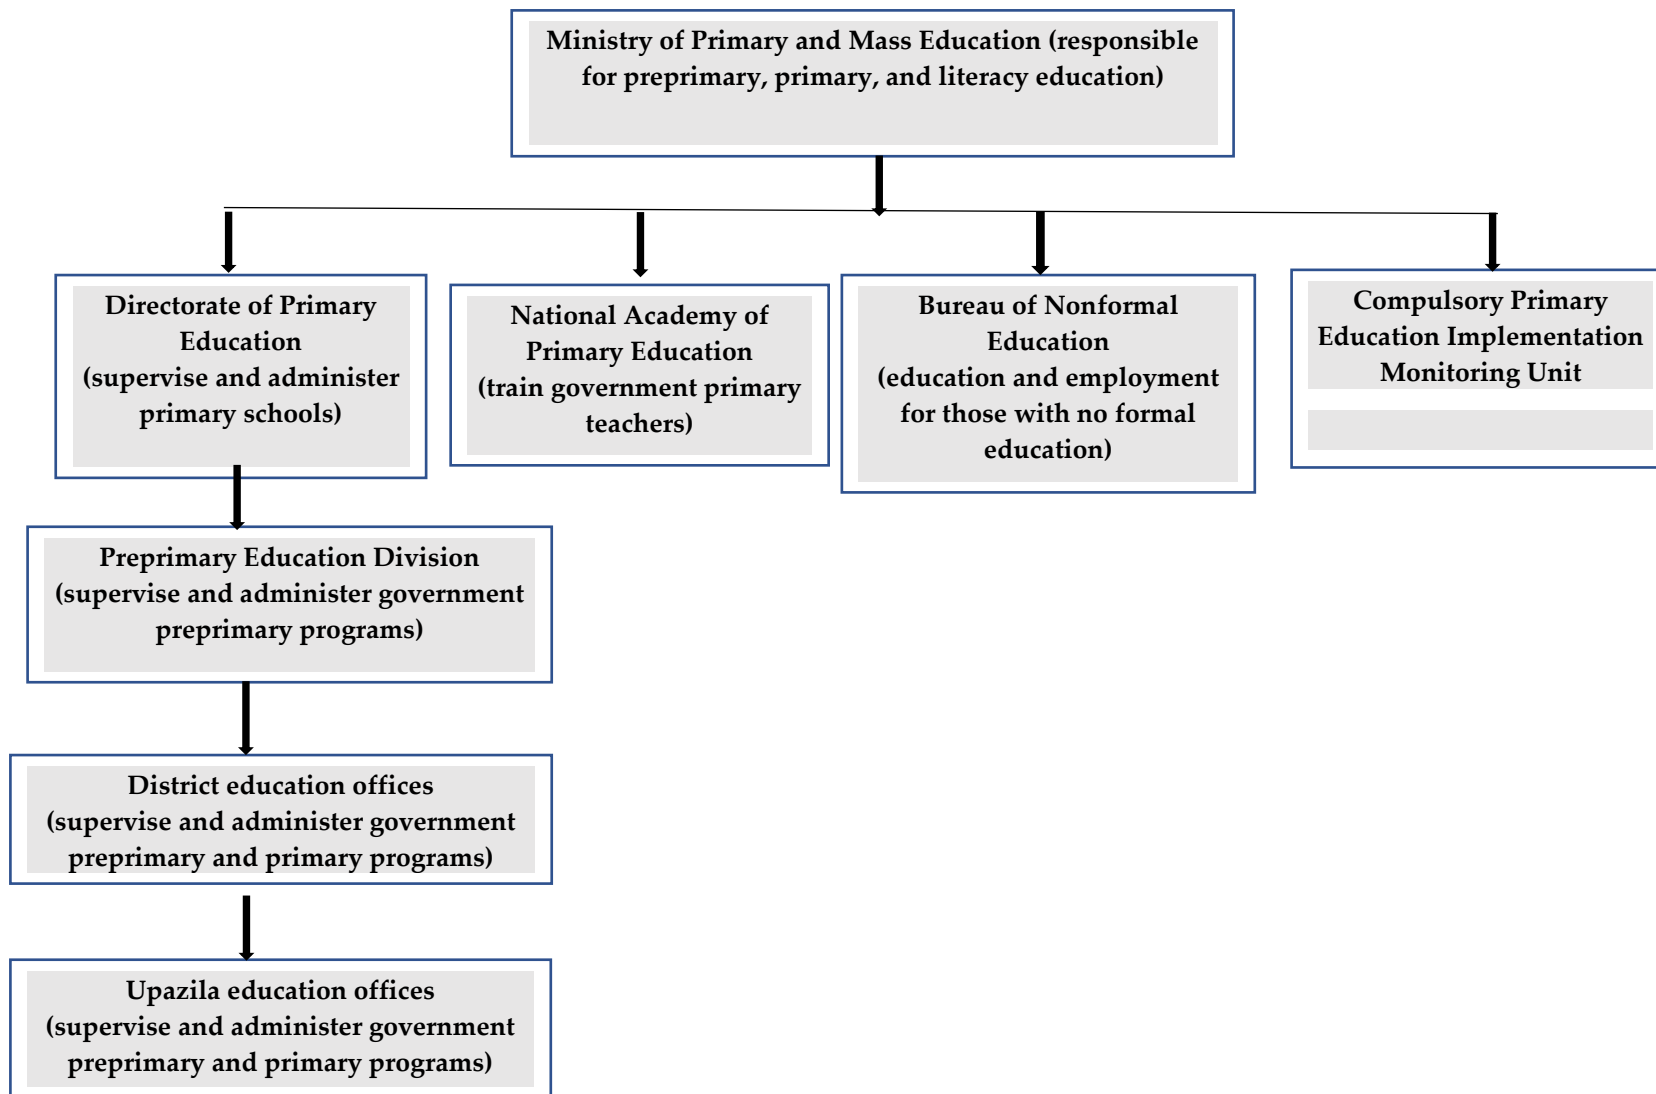 Ministry of Primary and Mass Education (responsible
for preprimary, primary, and literacy education)
Directorate of Primary
Education
(supervise and administer
primary schools)
National Academy of
Primary Education
(train government primary
teachers)
Bureau of Nonformal
Education
(education and employment
for those with no formal
education)
Compulsory Primary
Education Implementation
Monitoring Unit
Preprimary Education Division
(supervise and administer government
preprimary programs)
District education offices
(supervise and administer government
preprimary and primary programs)
Upazila education offices
(supervise and administer government
preprimary and primary programs)